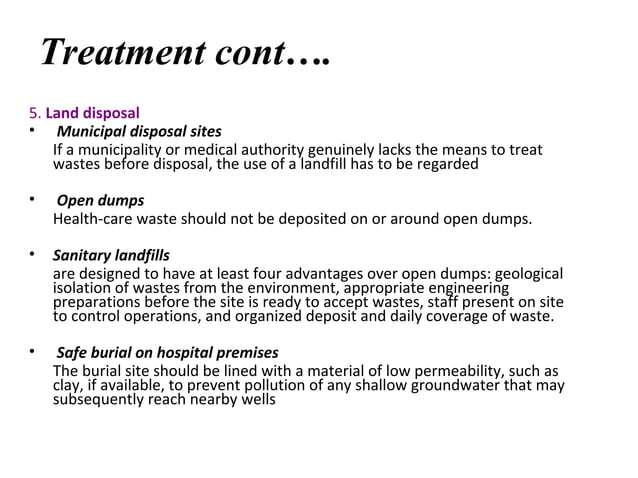 Treatment cont….
5. Land disposal
• Municipal disposal sites
If a municipality or medical authority genuinely lacks the means to treat
wastes before disposal, the use of a landfill has to be regarded
• Open dumps
Health-care waste should not be deposited on or around open dumps.
• Sanitary landfills
are designed to have at least four advantages over open dumps: geological
isolation of wastes from the environment, appropriate engineering
preparations before the site is ready to accept wastes, staff present on site
to control operations, and organized deposit and daily coverage of waste.
• Safe burial on hospital premises
The burial site should be lined with a material of low permeability, such as
clay, if available, to prevent pollution of any shallow groundwater that may
subsequently reach nearby wells